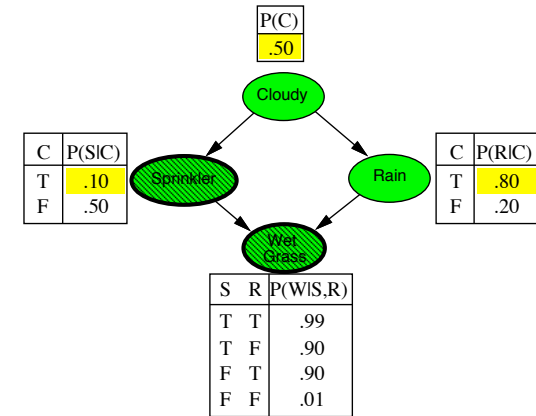 P(C)
.50
Cloudy
C P(S|C)
T .10
F .50
Sprinkler
Rain
C P(R|C)
T .80
F .20
Wet
Grass
S R P(W|S,R)
T T .99
T F .90
F T .90
F F .01